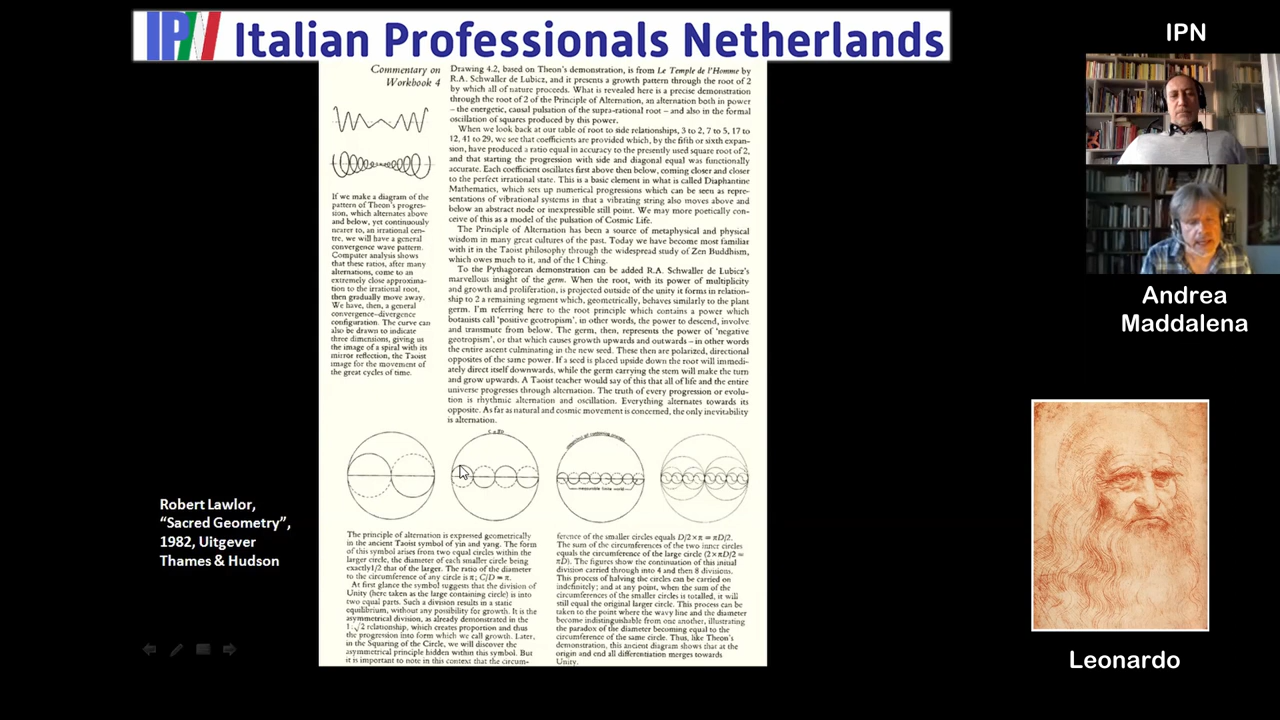 IPN Italian Professionals Netherlands
Commentary on
Workbook 4
If we make a diagram of the
pattern of Theon's progres-
sion, which alternates above
and below, yet continuously
nearer to, an irrational cen-
tre, we will have a general
convergence wave pattern.
Computer analysis shows
that these ratios, after many
alternations, come to an
extremely close approxima-
tion to the irrational root,
then gradually move away.
We have, then, a general
convergence–divergence
configuration. The curve can
also be drawn to indicate
three dimensions, giving us
the image of a spiral with its
mirror reflection, the Taoist
image for the movement of
the great cycles of time.
Drawing 4.2, based on Theon's demonstration, is from Le Temple de l'Homme by
R.A. Schwaller de Lubicz, and it presents a growth pattern through the root of 2
by which all of nature proceeds. What is revealed here is a precise demonstration
through the root of 2 of the Principle of Alternation, an alternation both in power
– the energetic, causal pulsation of the supra-rational root – and also in the formal
oscillation of squares produced by this power.
When we look back at our table of root to side relationships, 3 to 2, 7 to 5, 17 to
12, 41 to 29, we see that coefficients are provided which, by the fifth or sixth expan-
sion, have produced a ratio equal in accuracy to the presently used square root of 2,
and that starting the progression with side and diagonal equal was functionally
accurate. Each coefficient oscillates first above then below, coming closer and closer
to the perfect irrational state. This is a basic element in what is called Diaphantine
Mathematics, which sets up numerical progressions which can be seen as repre-
sentations of vibrational systems in that a vibrating string also moves above and
below an abstract node or inexpressible still point. We may more poetically con-
ceive of this as a model of the pulsation of Cosmic Life.
The Principle of Alternation has been a source of metaphysical and physical
wisdom in many great cultures of the past. Today we have become most familiar
with it in the Taoist philosophy through the widespread study of Zen Buddhism,
which owes much to it, and of the I Ching.
To the Pythagorean demonstration can be added R.A. Schwaller de Lubicz's
marvellous insight of the germ. When the root, with its power of multiplicity
and growth and proliferation, is projected outside of the unity it forms in relation-
ship to 2 a remaining segment which, geometrically, behaves similarly to the plant
germ. I'm referring here to the root principle which contains a power which
botanists call 'positive geotropism', in other words, the power to descend, involve
and transmute from below. The germ, then, represents the power of 'negative
geotropism', or that which causes growth upwards and outwards – in other words
the entire ascent culminating in the new seed. These then are polarized, directional
opposites of the same power. If a seed is placed upside down the root will immedi-
ately direct itself downwards, while the germ carrying the stem will make the turn
and grow upwards. A Taoist teacher would say of this that all of life and the entire
universe progresses through alternation. The truth of every progression or evolu-
tion is rhythmic alternation and oscillation. Everything alternates towards its
opposite. As far as natural and cosmic movement is concerned, the only inevitability
is alternation.
measurable finite world
The principle of alternation is expressed geometrically
in the ancient Taoist symbol of yin and yang. The form
of this symbol arises from two equal circles within the
larger circle, the diameter of each smaller circle being
exactly 1/2 that of the larger. The ratio of the diameter
to the circumference of any circle is π; C/D = π.
At first glance the symbol suggests that the division of
Unity (here taken as the large containing circle) is into
two equal parts. Such a division results in a static
equilibrium, without any possibility for growth. It is the
asymmetrical division, as already demonstrated in the
1:√2 relationship, which creates proportion and thus
the progression into form which we call growth. Later,
in the Squaring of the Circle, we will discover the
asymmetrical principle hidden within this symbol. But
it is important to note in this context that the circum-
ference of the smaller circles equals D/2 × π = πD/2.
The sum of the circumferences of the two inner circles
equals the circumference of the large circle (2×πD/2 =
πD). The figures show the continuation of this initial
division carried through into 4 and then 8 divisions.
This process of halving the circles can be carried on
indefinitely; and at any point, when the sum of the
circumferences of the smaller circles is totalled, it will
still equal the original larger circle. This process can be
taken to the point where the wavy line and the diameter
become indistinguishable from one another, illustrating
the paradox of the diameter becoming equal to the
circumference of the same circle. Thus, like Theon's
demonstration, this ancient diagram shows that at the
origin and end all differentiation merges towards
Unity.
Robert Lawlor,
“Sacred Geometry”,
1982, Uitgever
Thames & Hudson
IPN
Andrea
Maddalena
Leonardo